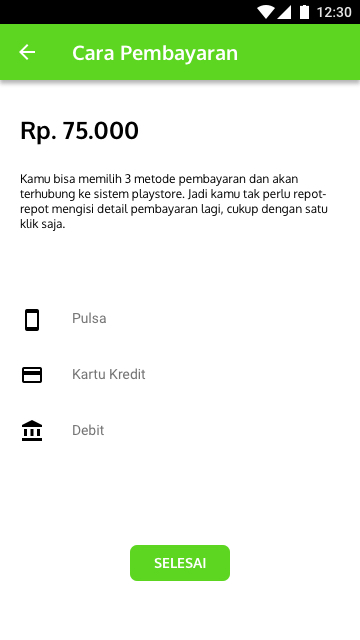 12:30
Cara Pembayaran
Rp. 75.000
Kamu bisa memilih 3 metode pembayaran dan akan
terhubung ke sistem playstore. Jadi kamu tak perlu repot-
repot mengisi detail pembayaran lagi, cukup dengan satu
klik saja.
Pulsa
Kartu Kredit
Debit
SELESAI